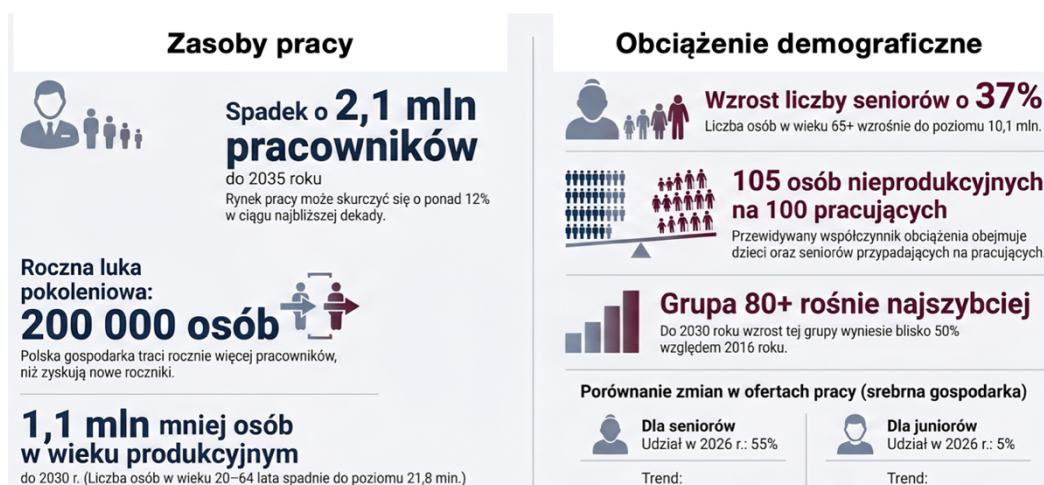 Zasoby pracy
Spadek o 2,1 mln
pracowników
do 2035 roku
Rynek pracy może skurczyć się o ponad 12%
w ciągu najbliższej dekady.
Roczna luka
pokoleniowa:
200 000 osób
Polska gospodarka traci rocznie więcej pracowników,
niż zyskują nowe roczniki.
1,1 mln mniej osób
w wieku produkcyjnym
do 2030 r. (Liczba osób w wieku 20–64 lata spadnie do poziomu 21,8 min.)
Obciążenie demograficzne
Wzrost liczby seniorów o 37%
Liczba osób w wieku 65+ wzrośnie do poziomu 10,1 mln.
105 osób nieprodukcyjnych
na 100 pracujących
Przewidywany współczynnik obciążenia obejmuje
dzieci oraz seniorów przypadających na pracujących
Grupa 80+ rośnie najszybciej
Do 2030 roku wzrost tej grupy wyniesie blisko 50%
względem 2016 roku.
Porównanie zmian w ofertach pracy (srebrna gospodarka)
Dla seniorów
Udział w 2026 r.: 55%
Trend:
Dla juniorów
Udział w 2026 r.: 5%
Trend: